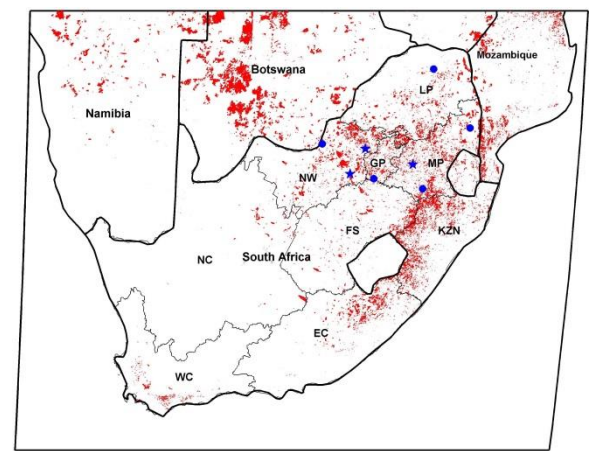 Mozambique
Botswana
LP
Namibia
GP
MP
NW
FS
KZN
NC
South Africa
EC
WC